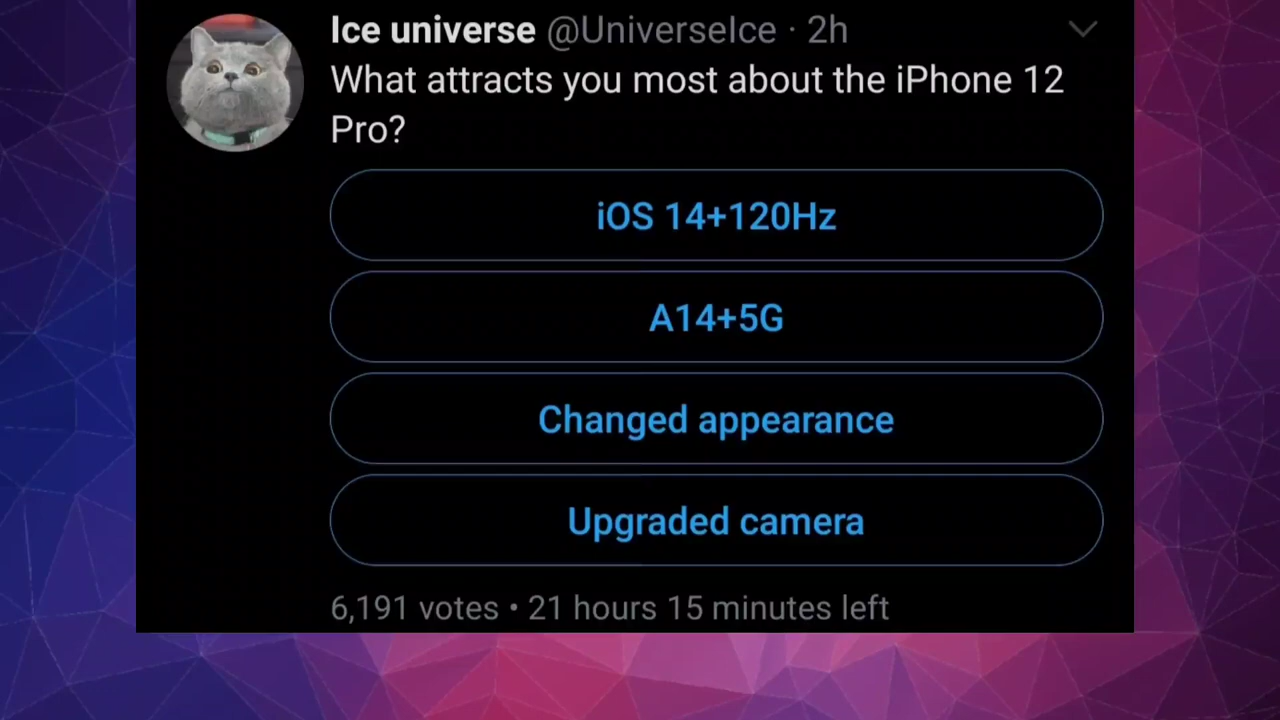 Ice universe @UniverseIce · 2h
What attracts you most about the iPhone 12
Pro?
iOS 14+120Hz
A14+5G
Changed appearance
Upgraded camera
6,191 votes • 21 hours 15 minutes left